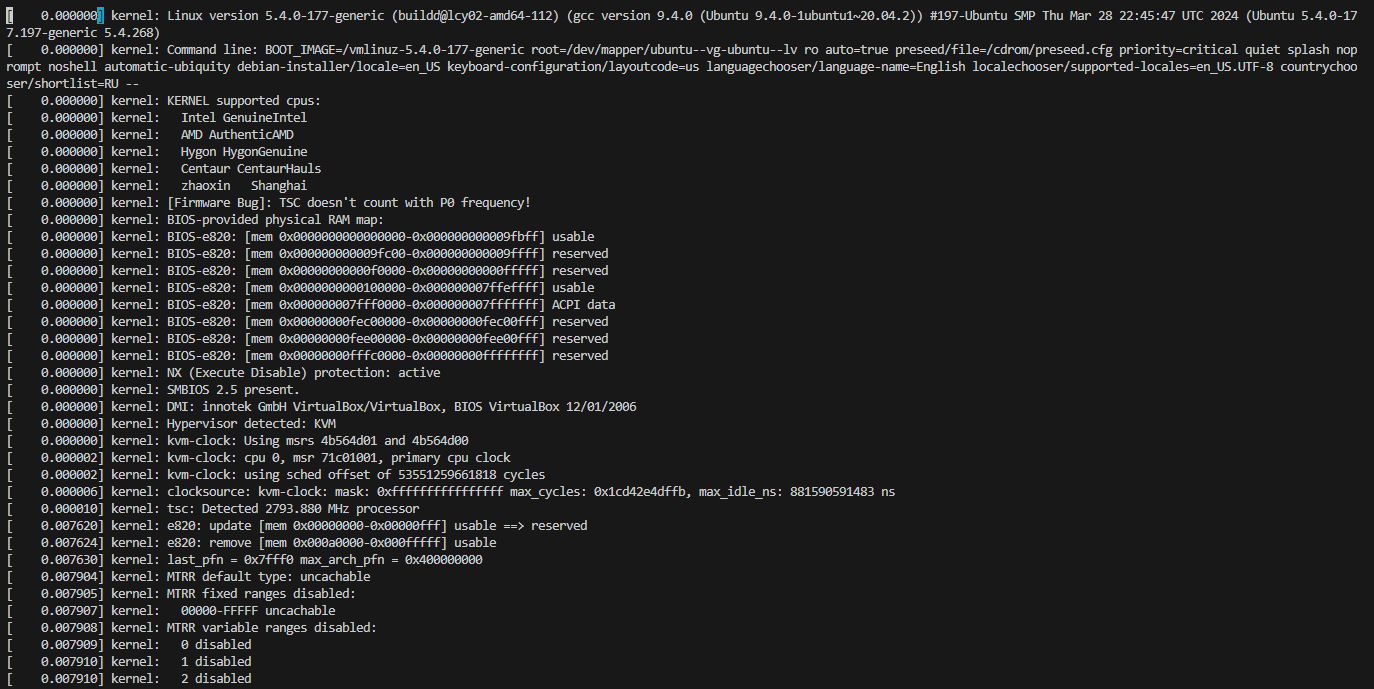 [    0.000000] kernel: Linux version 5.4.0-177-generic (buildd@lcy02-amd64-112) (gcc version 9.4.0 (Ubuntu 9.4.0-1ubuntu1~20.04.2)) #197-Ubuntu SMP Thu Mar 28 22:45:47 UTC 2024 (Ubuntu 5.4.0-17
7.197-generic 5.4.268)
[    0.000000] kernel: Command line: BOOT_IMAGE=/vmlinuz-5.4.0-177-generic root=/dev/mapper/ubuntu--vg-ubuntu--lv ro auto=true preseed/file=/cdrom/preseed.cfg priority=critical quiet splash nop
rompt noshell automatic-ubiquity debian-installer/locale=en_US keyboard-configuration/layoutcode=us languagechooser/language-name=English localechooser/supported-locales=en_US.UTF-8 countrychoo
ser/shortlist=RU --
[    0.000000] kernel: KERNEL supported cpus:
[    0.000000] kernel:   Intel GenuineIntel
[    0.000000] kernel:   AMD AuthenticAMD
[    0.000000] kernel:   Hygon HygonGenuine
[    0.000000] kernel:   Centaur CentaurHauls
[    0.000000] kernel:   zhaoxin   Shanghai
[    0.000000] kernel: [Firmware Bug]: TSC doesn't count with P0 frequency!
[    0.000000] kernel: BIOS-provided physical RAM map:
[    0.000000] kernel: BIOS-e820: [mem 0x0000000000000000-0x000000000009fbff] usable
[    0.000000] kernel: BIOS-e820: [mem 0x000000000009fc00-0x000000000009ffff] reserved
[    0.000000] kernel: BIOS-e820: [mem 0x00000000000f0000-0x00000000000fffff] reserved
[    0.000000] kernel: BIOS-e820: [mem 0x0000000000100000-0x000000007ffeffff] usable
[    0.000000] kernel: BIOS-e820: [mem 0x000000007fff0000-0x000000007fffffff] ACPI data
[    0.000000] kernel: BIOS-e820: [mem 0x00000000fec00000-0x00000000fec00fff] reserved
[    0.000000] kernel: BIOS-e820: [mem 0x00000000fee00000-0x00000000fee00fff] reserved
[    0.000000] kernel: BIOS-e820: [mem 0x00000000fffc0000-0x00000000ffffffff] reserved
[    0.000000] kernel: NX (Execute Disable) protection: active
[    0.000000] kernel: SMBIOS 2.5 present.
[    0.000000] kernel: DMI: innotek GmbH VirtualBox/VirtualBox, BIOS VirtualBox 12/01/2006
[    0.000000] kernel: Hypervisor detected: KVM
[    0.000000] kernel: kvm-clock: Using msrs 4b564d01 and 4b564d00
[    0.000002] kernel: kvm-clock: cpu 0, msr 71c01001, primary cpu clock
[    0.000002] kernel: kvm-clock: using sched offset of 53551259661818 cycles
[    0.000006] kernel: clocksource: kvm-clock: mask: 0xffffffffffffffff max_cycles: 0x1cd42e4dffb, max_idle_ns: 881590591483 ns
[    0.000010] kernel: tsc: Detected 2793.880 MHz processor
[    0.007620] kernel: e820: update [mem 0x00000000-0x00000fff] usable ==> reserved
[    0.007624] kernel: e820: remove [mem 0x000a0000-0x000fffff] usable
[    0.007630] kernel: last_pfn = 0x7fff0 max_arch_pfn = 0x400000000
[    0.007904] kernel: MTRR default type: uncachable
[    0.007905] kernel: MTRR fixed ranges disabled:
[    0.007907] kernel:   00000-FFFFF uncachable
[    0.007908] kernel: MTRR variable ranges disabled:
[    0.007909] kernel:   0 disabled
[    0.007910] kernel:   1 disabled
[    0.007910] kernel:   2 disabled